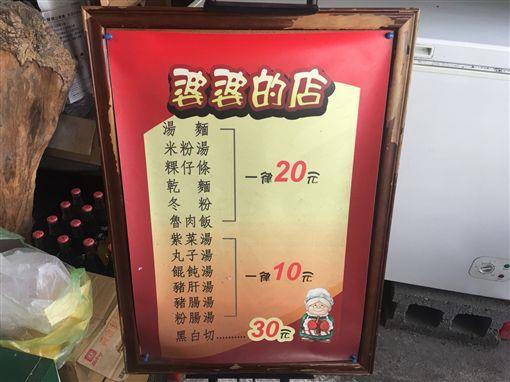 婆婆的店
湯麵
米粉湯
粿仔條
乾麵
冬粉
魯肉飯
一律20元
紫菜湯
丸子湯
餛飩湯
豬肝湯
豬腸湯
粉腸湯
一律10元
黑白切..........30元